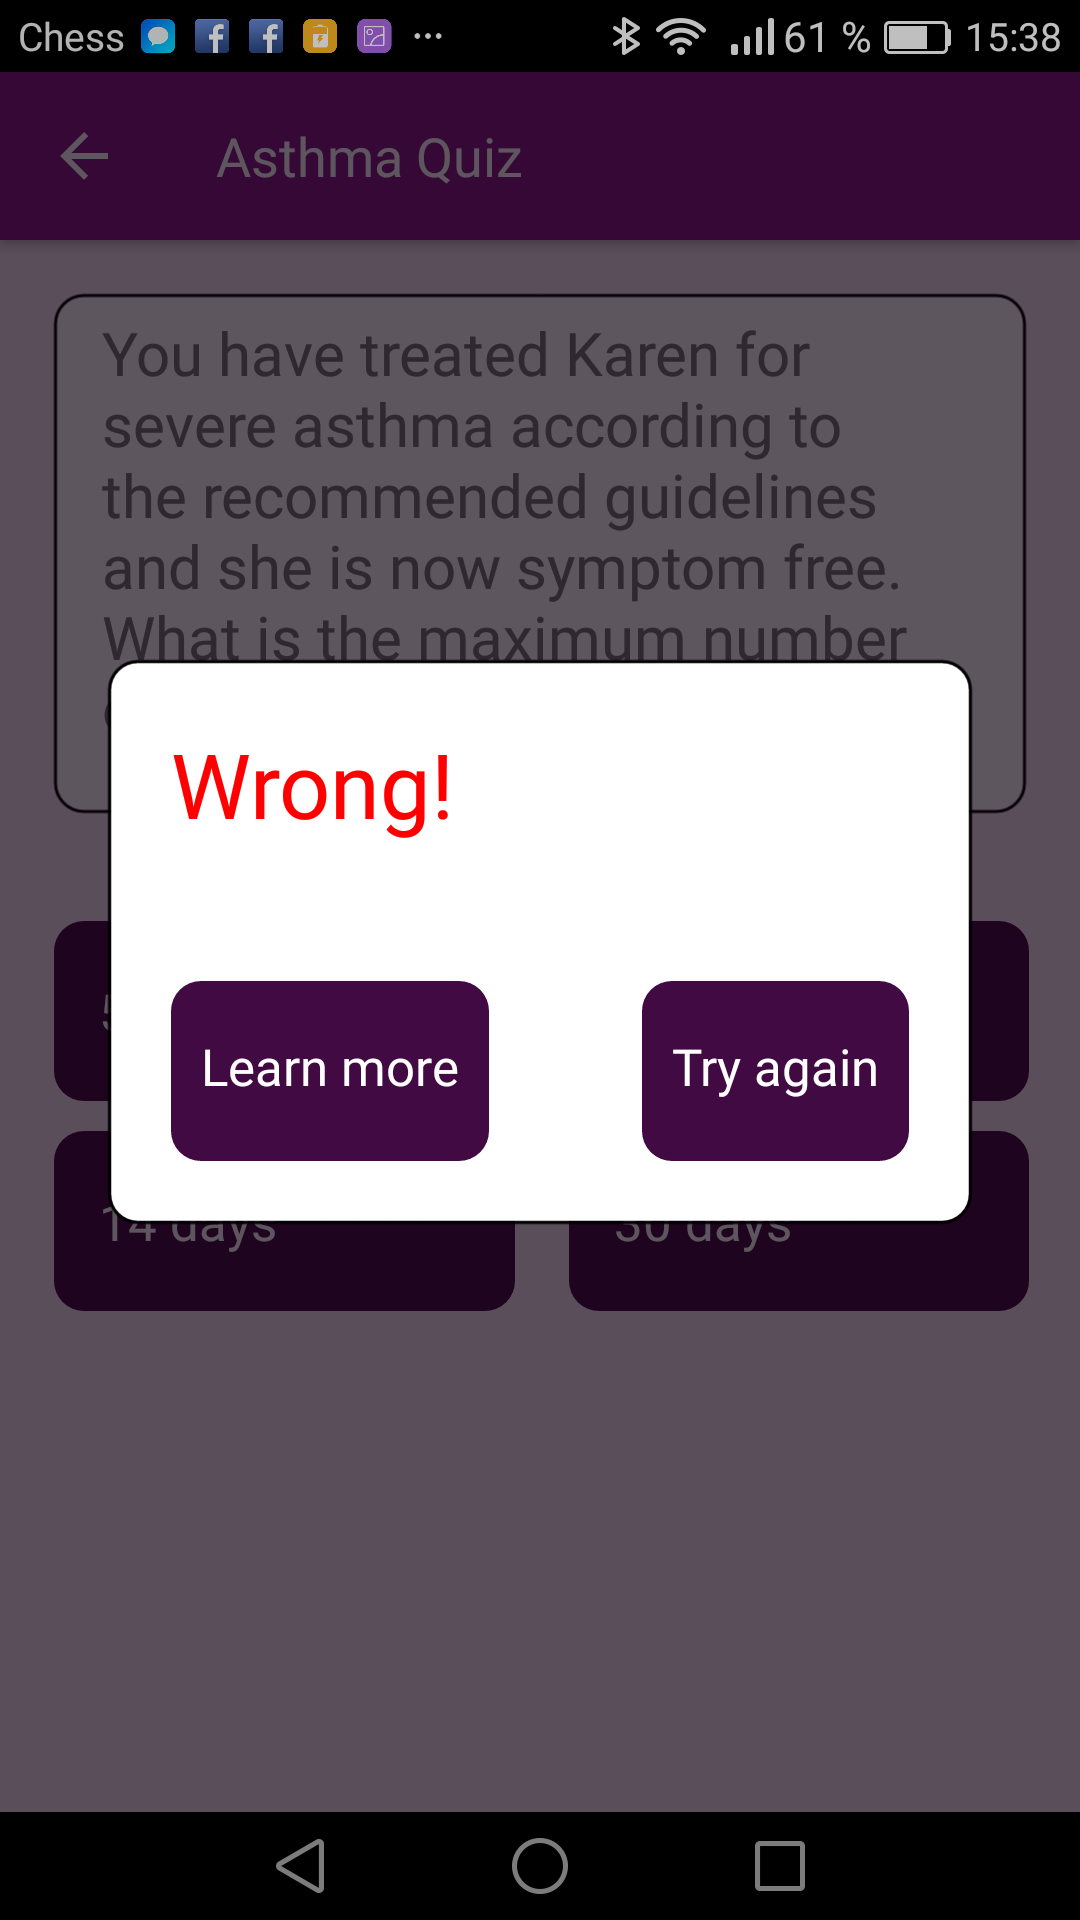 Chess 61 % 15:38
Asthma Quiz
You have treated Karen for
severe asthma according to
the recommended guidelines
and she is now symptom free.
What is the maximum number
Wrong!
Learn more Try again
14 days 30 days